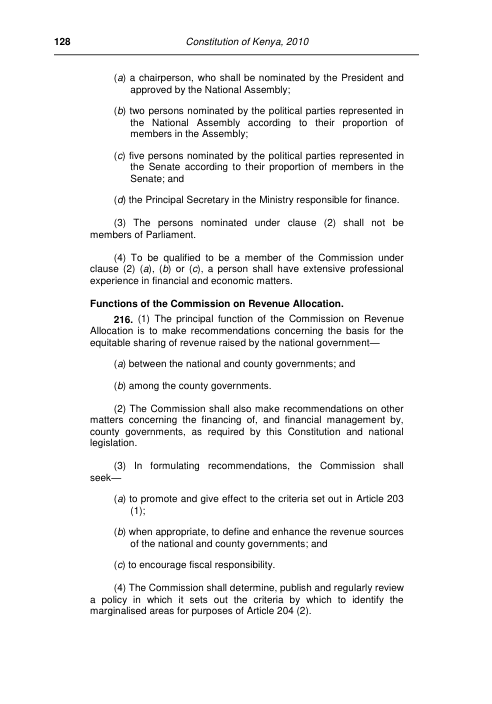 128 Constitution of Kenya, 2010
(a) a chairperson, who shall be nominated by the President and
approved by the National Assembly;
(b) two persons nominated by the political parties represented in
the National Assembly according to their proportion of
members in the Assembly;
(c) five persons nominated by the political parties represented in
the Senate according to their proportion of members in the
Senate; and
(d) the Principal Secretary in the Ministry responsible for finance.
(3) The persons nominated under clause (2) shall not be
members of Parliament.
(4) To be qualified to be a member of the Commission under
clause (2) (a), (b) or (c), a person shall have extensive professional
experience in financial and economic matters.
Functions of the Commission on Revenue Allocation.
216. (1) The principal function of the Commission on Revenue
Allocation is to make recommendations concerning the basis for the
equitable sharing of revenue raised by the national government—
(a) between the national and county governments; and
(b) among the county governments.
(2) The Commission shall also make recommendations on other
matters concerning the financing of, and financial management by,
county governments, as required by this Constitution and national
legislation.
(3) In formulating recommendations, the Commission shall
seek—
(a) to promote and give effect to the criteria set out in Article 203
(1);
(b) when appropriate, to define and enhance the revenue sources
of the national and county governments; and
(c) to encourage fiscal responsibility.
(4) The Commission shall determine, publish and regularly review
a policy in which it sets out the criteria by which to identify the
marginalised areas for purposes of Article 204 (2).